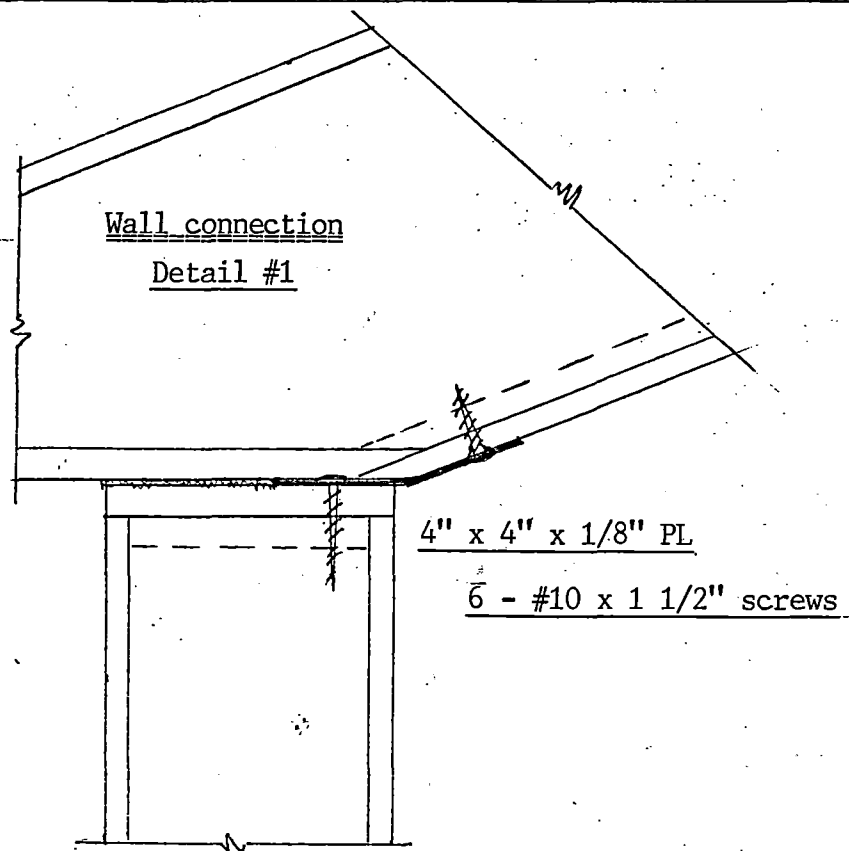 Wall connection
Detail #1
4" x 4" x 1/8" PL
6 - #10 x 1 1/2" screws